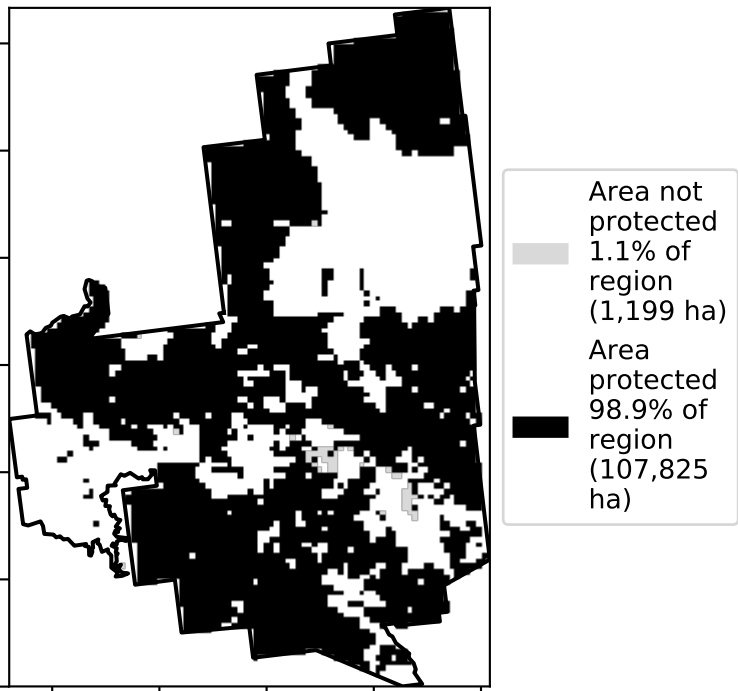 Area not
protected
1.1% of
region
(1,199 ha)
Area
protected
98.9% of
region
(107,825
ha)